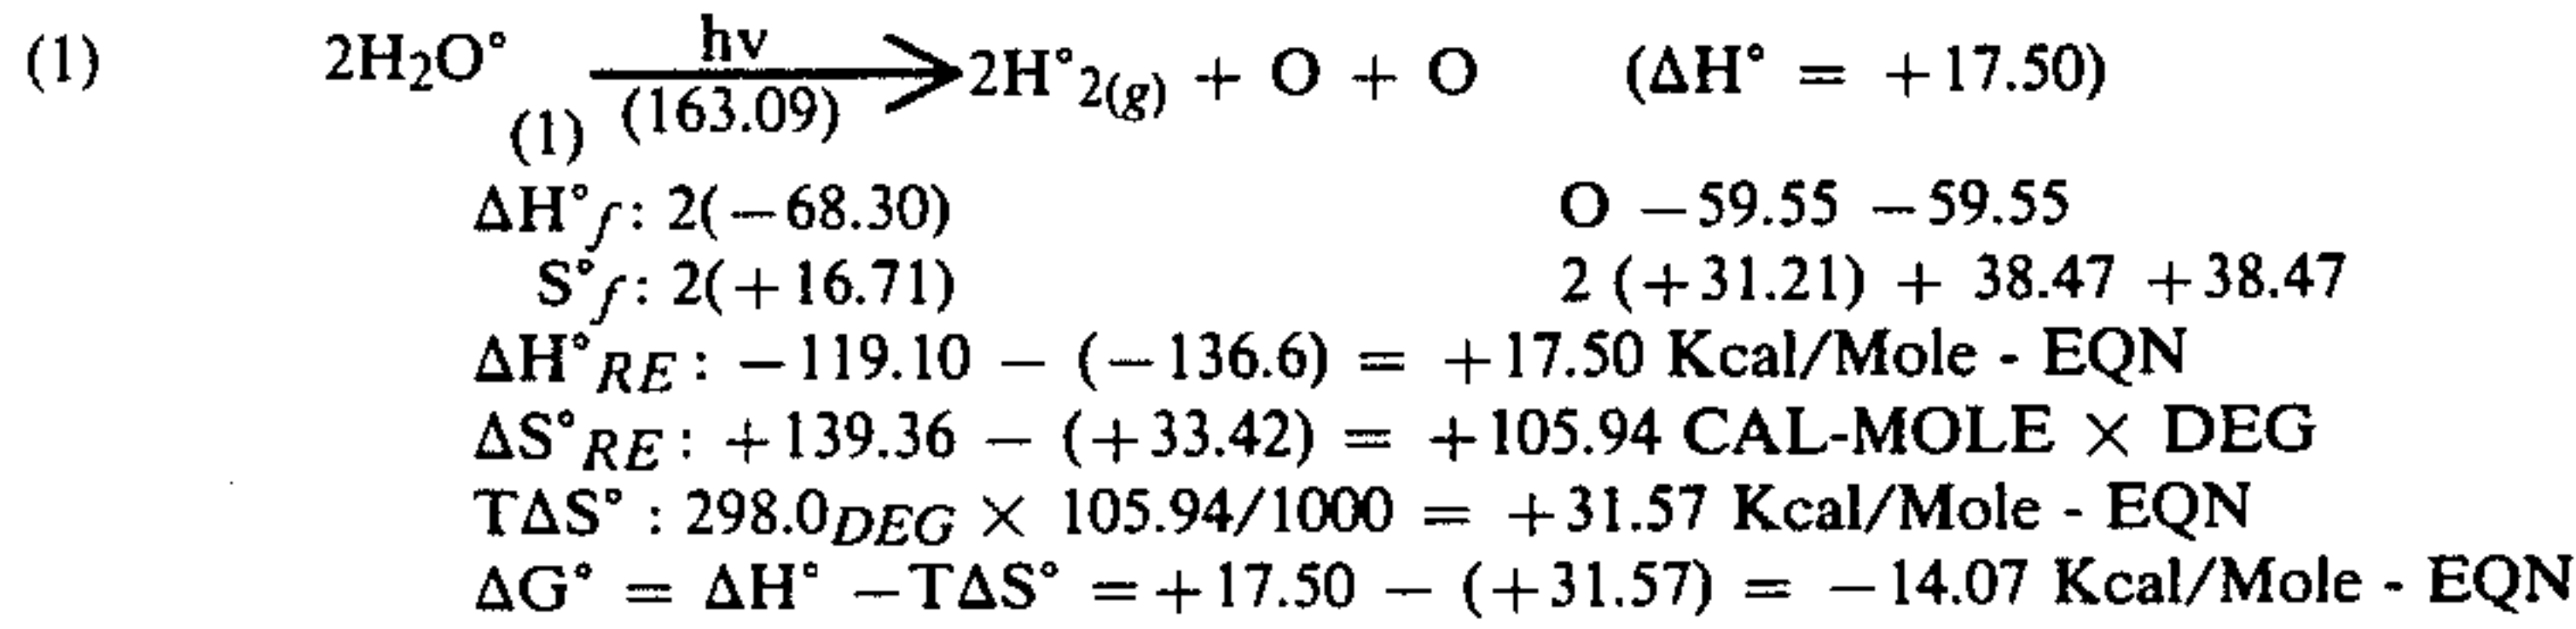 (1) 2H₂O°(1) hv (163.09) > 2H°₂(g) + O + O (ΔH° = +17.50)
ΔH°f: 2(−68.30) O −59.55 −59.55
S°f: 2(+16.71) 2 (+31.21) + 38.47 +38.47
ΔH°RE: −119.10 − (−136.6) = +17.50 Kcal/Mole - EQN
ΔS°RE: +139.36 − (+33.42) = +105.94 CAL-MOLE × DEG
TΔS° : 298.0DEG × 105.94/1000 = +31.57 Kcal/Mole - EQN
ΔG° = ΔH° −TΔS° = +17.50 − (+31.57) = −14.07 Kcal/Mole - EQN